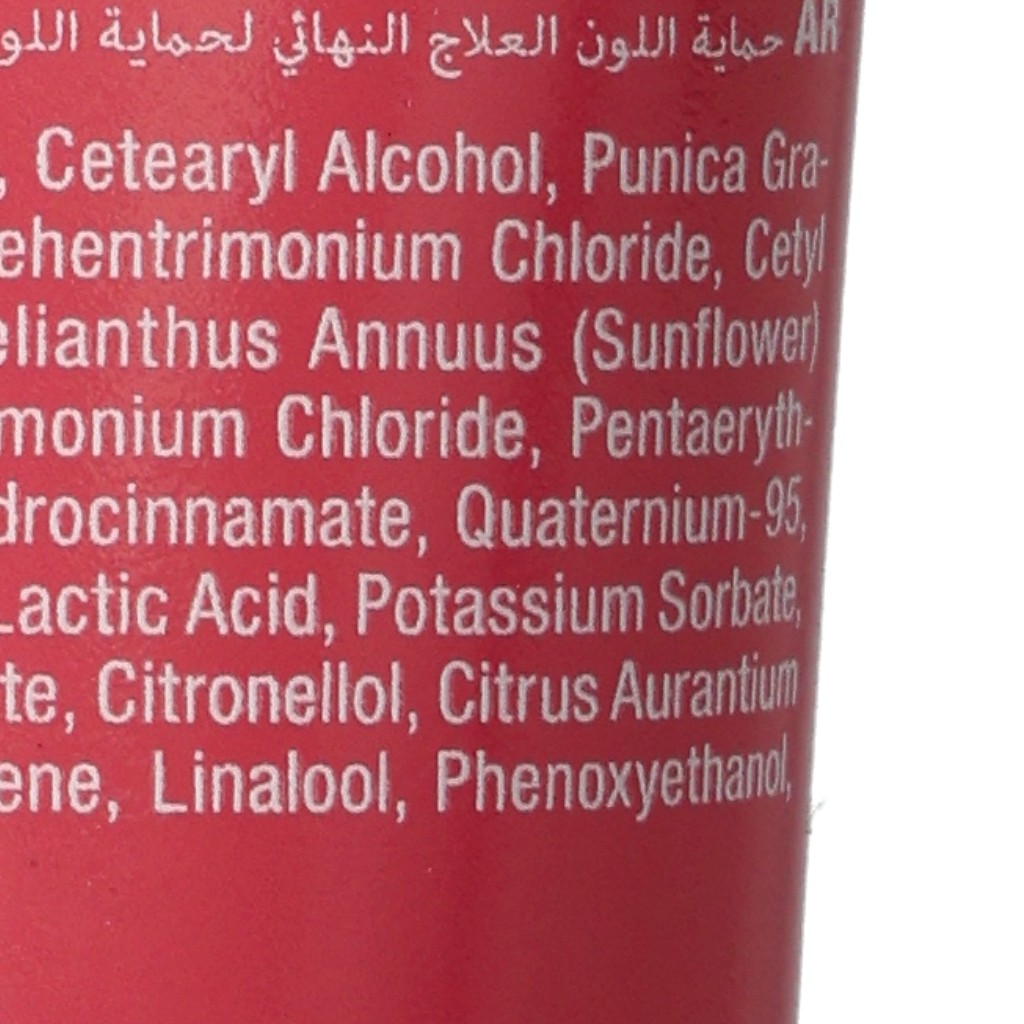 AR حماية اللون العلاج النهائي لحماية اللو
, Cetearyl Alcohol, Punica Gra-
ehentrimonium Chloride, Cetyl
elianthus Annuus (Sunflower)
monium Chloride, Pentaeryth-
drocinnamate, Quaternium-95,
Lactic Acid, Potassium Sorbate,
te, Citronellol, Citrus Aurantium
ene, Linalool, Phenoxyethanol,